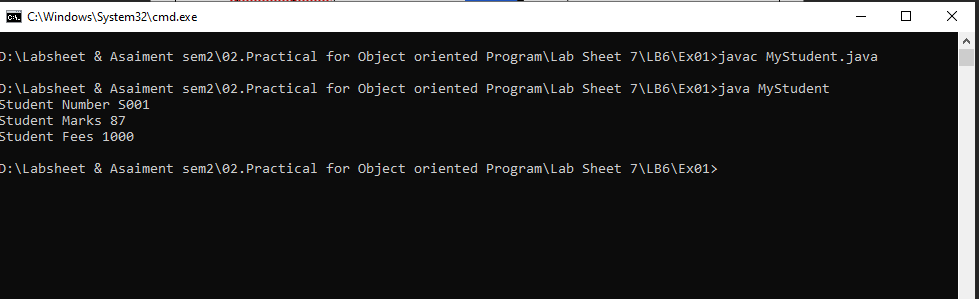 C:\Windows\System32\cmd.exe
D:\Labsheet & Asaiment sem2\02.Practical for Object oriented Program\Lab Sheet 7\LB6\Ex01>javac MyStudent.java
D:\Labsheet & Asaiment sem2\02.Practical for Object oriented Program\Lab Sheet 7\LB6\Ex01>java MyStudent
Student Number S001
Student Marks 87
Student Fees 1000
D:\Labsheet & Asaiment sem2\02.Practical for Object oriented Program\Lab Sheet 7\LB6\Ex01>